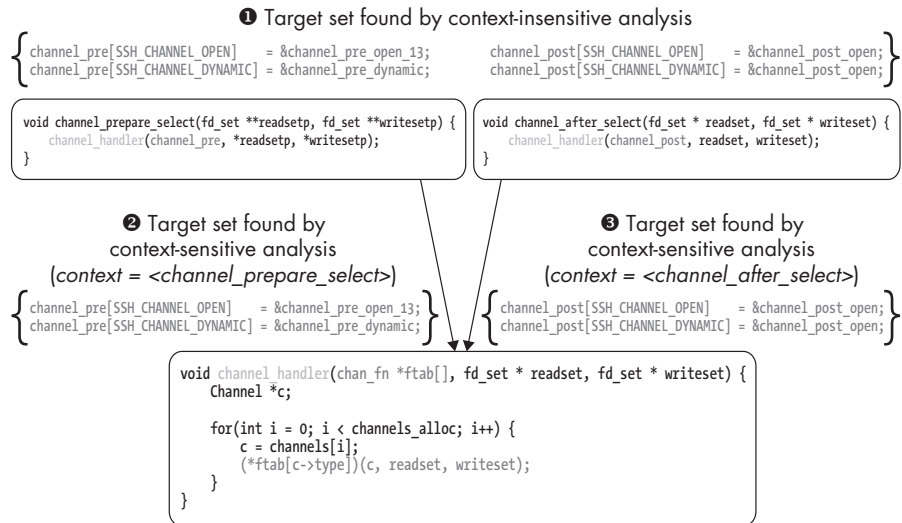 ❶ Target set found by context-insensitive analysis
{ channel_pre[SSH_CHANNEL_OPEN] = &channel_pre_open_13; channel_post[SSH_CHANNEL_OPEN] = &channel_post_open; }
channel_pre[SSH_CHANNEL_DYNAMIC] = &channel_pre_dynamic; channel_post[SSH_CHANNEL_DYNAMIC] = &channel_post_open;
void channel_prepare_select(fd_set **readsetp, fd_set **writesetp) {
channel_handler(channel_pre, *readsetp, *writesetp);
}
void channel_after_select(fd_set * readset, fd_set * writeset) {
channel_handler(channel_post, readset, writeset);
}
❷ Target set found by
context-sensitive analysis
(context = <channel_prepare_select>)
{ channel_pre[SSH_CHANNEL_OPEN] = &channel_pre_open_13; }
channel_pre[SSH_CHANNEL_DYNAMIC] = &channel_pre_dynamic;
❸ Target set found by
context-sensitive analysis
(context = <channel_after_select>)
{ channel_post[SSH_CHANNEL_OPEN] = &channel_post_open; }
channel_post[SSH_CHANNEL_DYNAMIC] = &channel_post_open;
void channel_handler(chan_fn *ftab[], fd_set * readset, fd_set * writeset) {
Channel *c;
for(int i = 0; i < channels_alloc; i++) {
c = channels[i];
(*ftab[c->type])(c, readset, writeset);
}
}